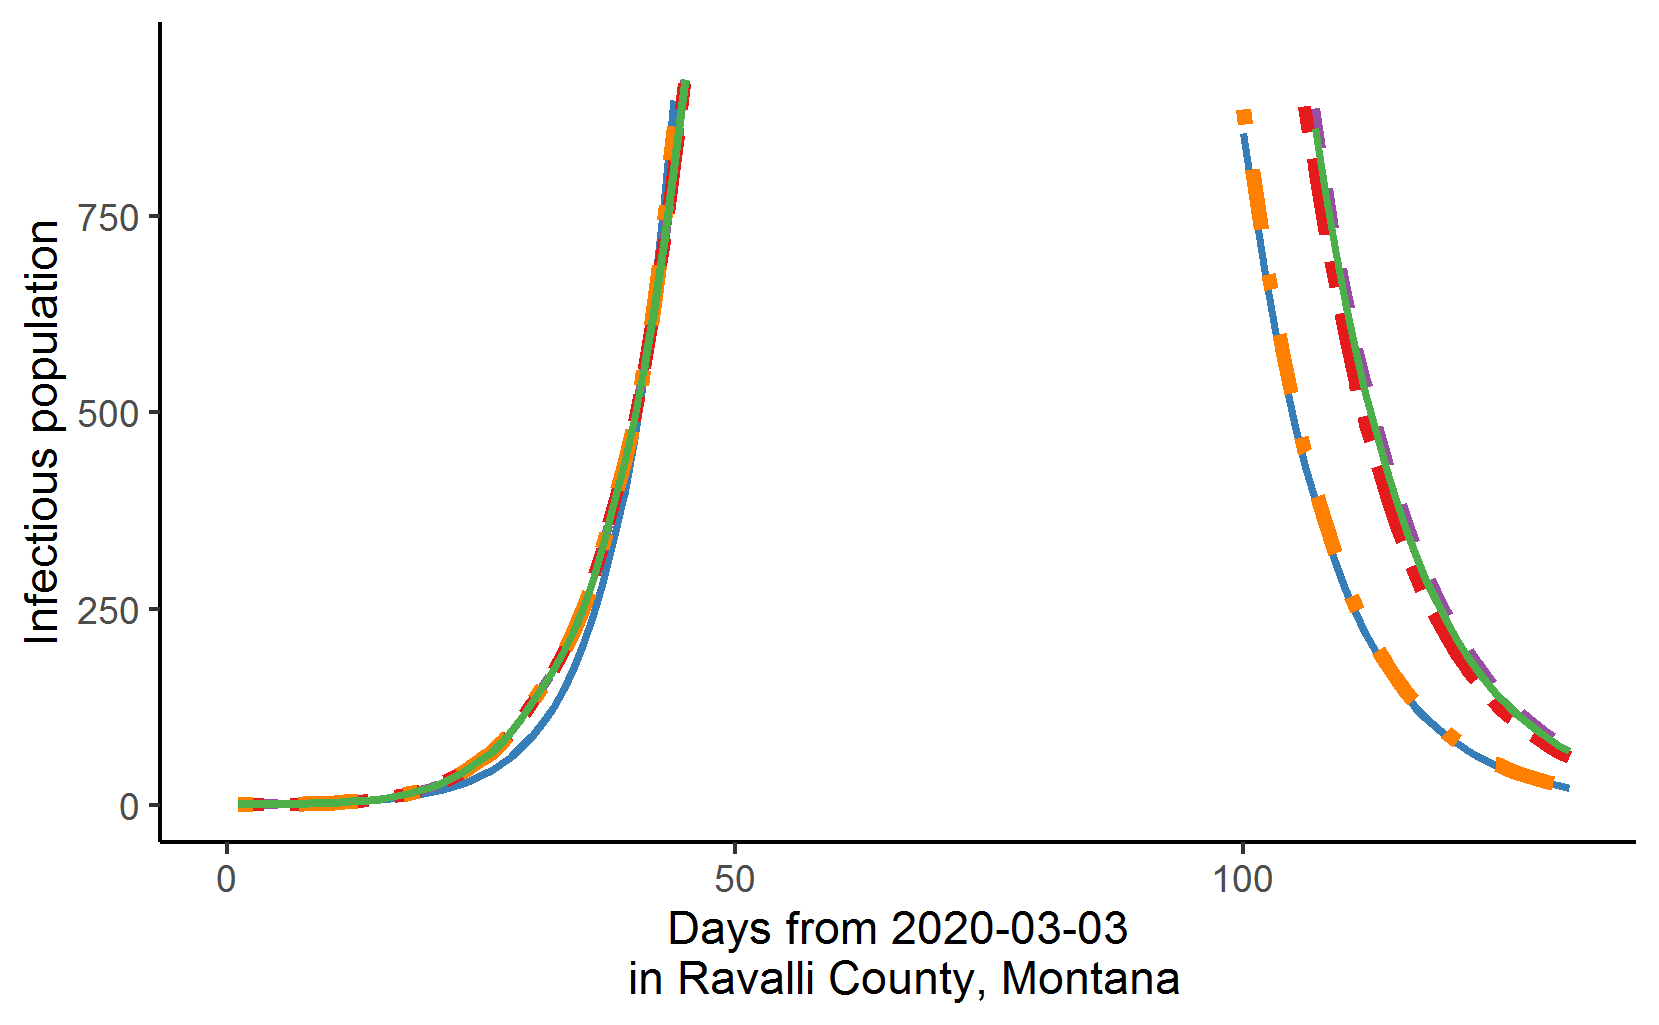 750
500
250
0
Infectious population
0 50 100
Days from 2020-03-03
in Ravalli County, Montana